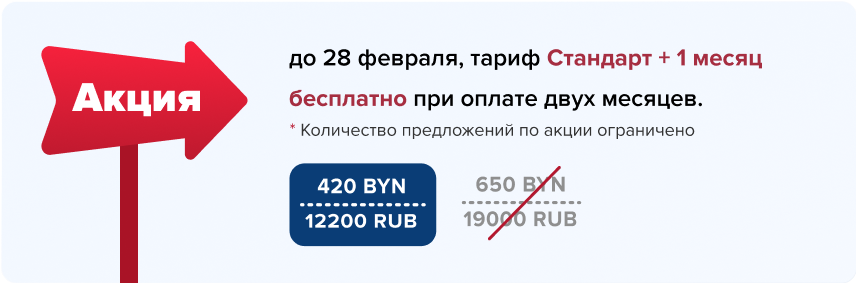 Акция
до 28 февраля, тариф Стандарт + 1 месяц
бесплатно при оплате двух месяцев.
* Количество предложений по акции ограничено
420 BYN
12200 RUB
650 BYN
19000 RUB